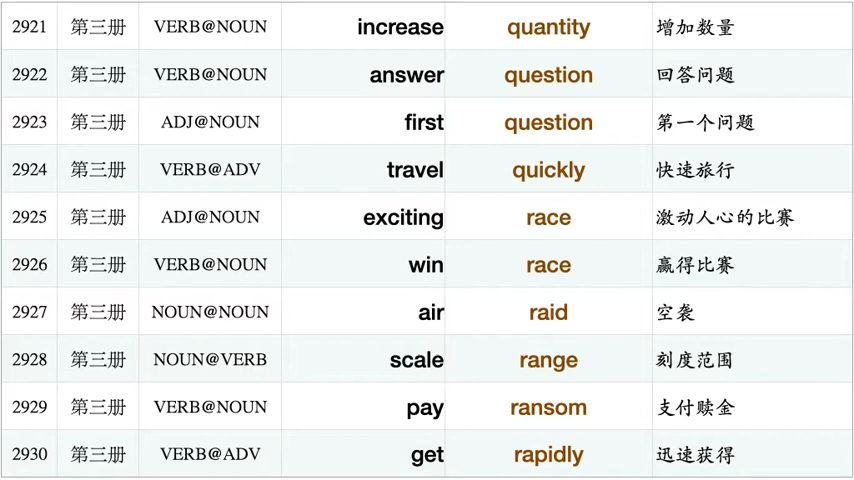 2921 第三册 VERB@NOUN increase quantity 增加数量
2922 第三册 VERB@NOUN answer question 回答问题
2923 第三册 ADJ@NOUN first question 第一个问题
2924 第三册 VERB@ADV travel quickly 快速旅行
2925 第三册 ADJ@NOUN exciting race 激动人心的比赛
2926 第三册 VERB@NOUN win race 赢得比赛
2927 第三册 NOUN@NOUN air raid 空袭
2928 第三册 NOUN@VERB scale range 刻度范围
2929 第三册 VERB@NOUN pay ransom 支付赎金
2930 第三册 VERB@ADV get rapidly 迅速获得